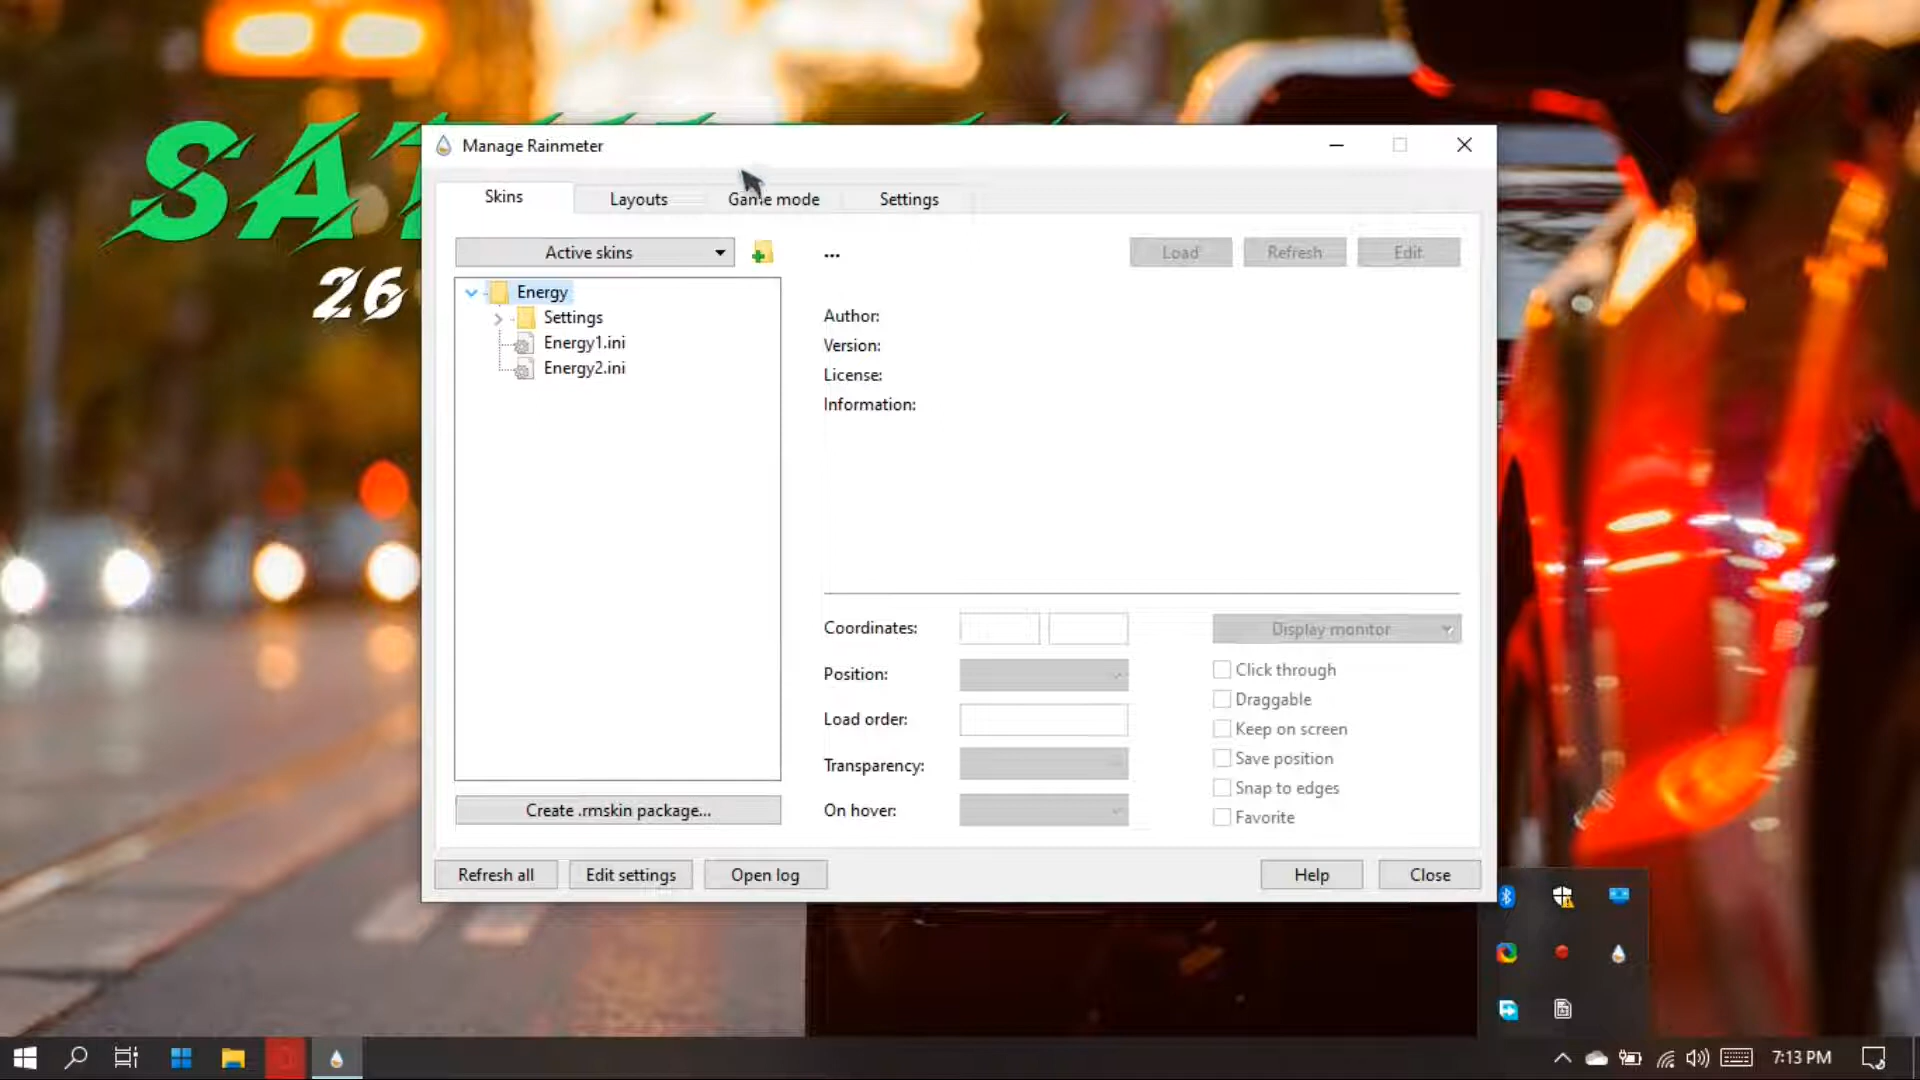 SAT
26
Manage Rainmeter
Skins
Layouts
Game mode
Settings
Active skins
...
Load
Refresh
Edit
Energy
Settings
Energy1.ini
Energy2.ini
Author:
Version:
License:
Information:
Coordinates:
Display monitor
Position:
Load order:
Transparency:
On hover:
Click through
Draggable
Keep on screen
Save position
Snap to edges
Favorite
Create .rmskin package...
Refresh all
Edit settings
Open log
Help
Close
7:13 PM